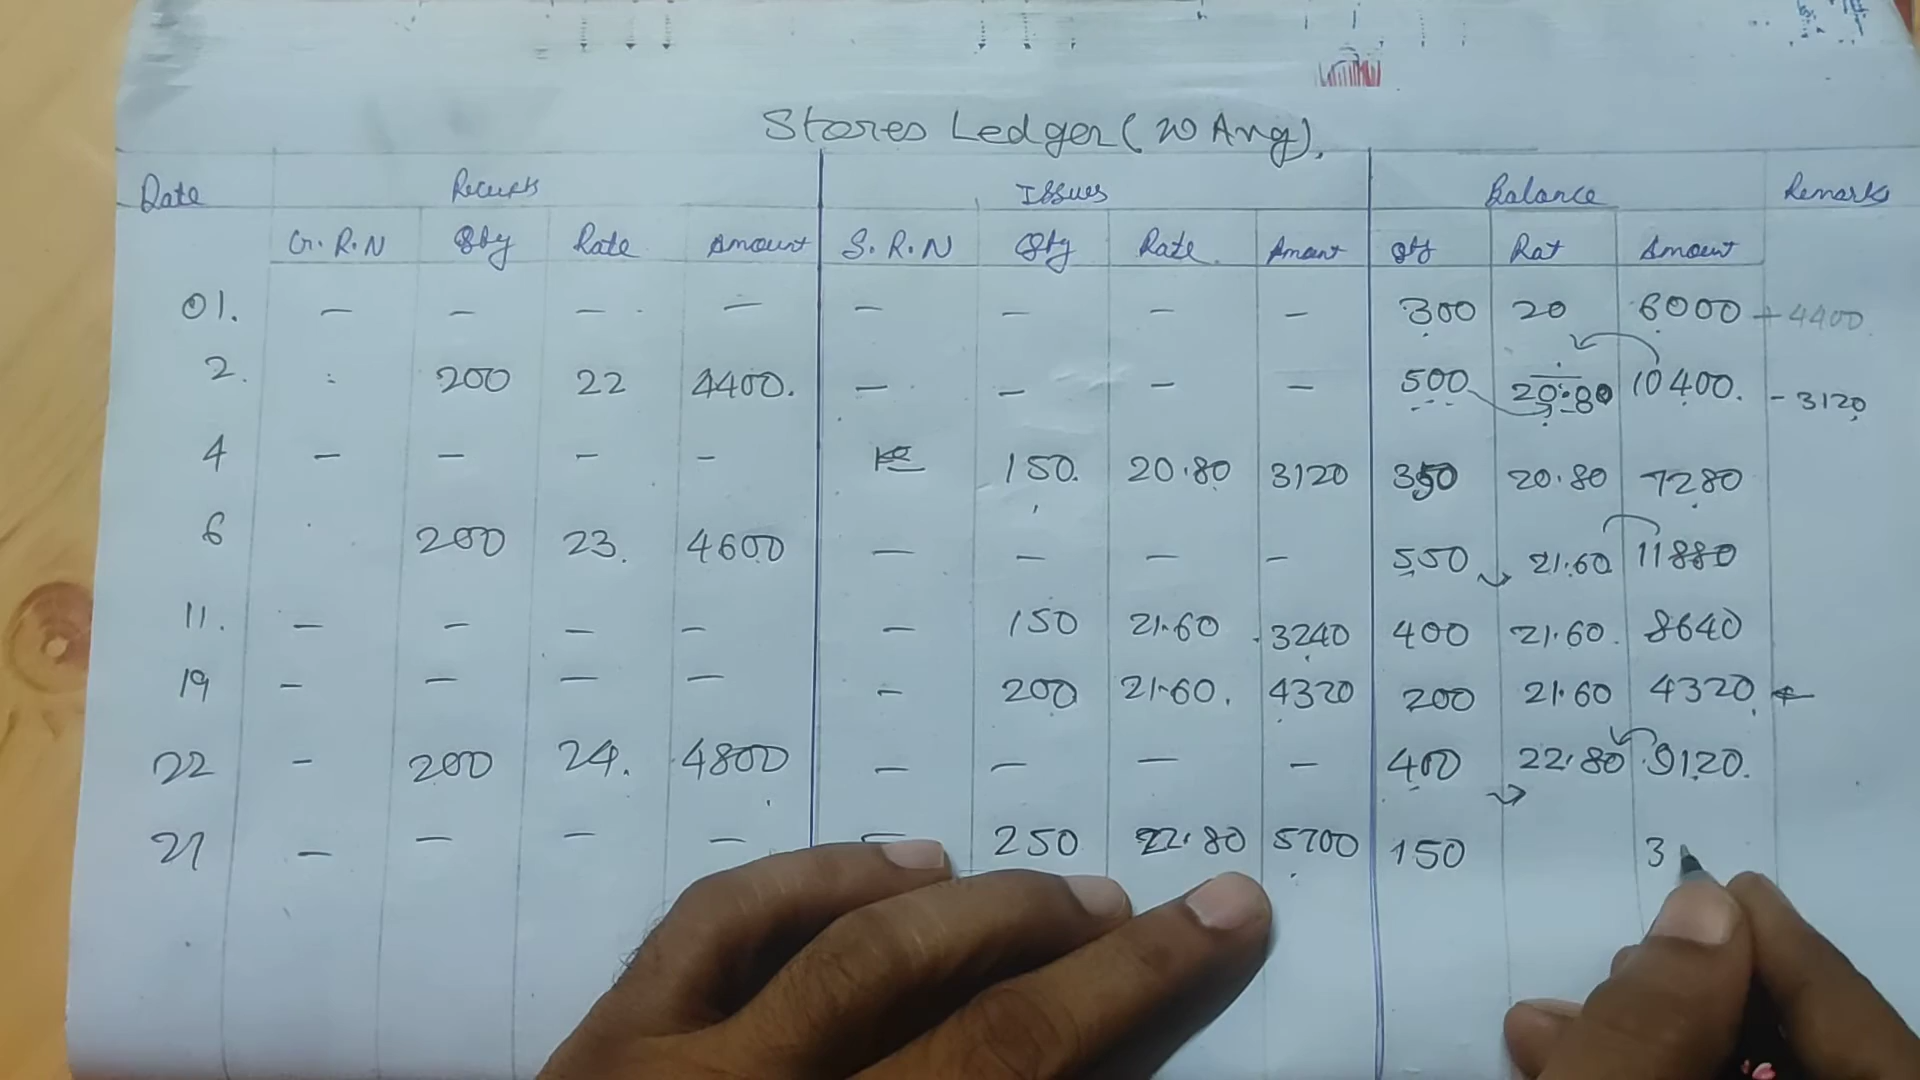 Stores Ledger (w Avg).
Date Receipts Issues Balance Remarks
G.R.N Qty Rate Amount S.R.N Qty Rate Amount Qty Rat Amount
01. — — — — — — — — 300 20 6000 + 4400
2. 200 22 4400. — — — — 500 20.80 10400. - 3120
4 — — — — 150. 20.80 3120 350 20.80 7280
6 200 23. 4600 — — — — 550 21.60 11880
11. — — — — — 150 21.60 3240 400 21.60. 8640
19 — — — — — 200 21.60. 4320 200 21.60 4320
22 — 200 24. 4800 — — — — 400 22.80 9120.
27 — — — — — 250 22.80 5700 150 3